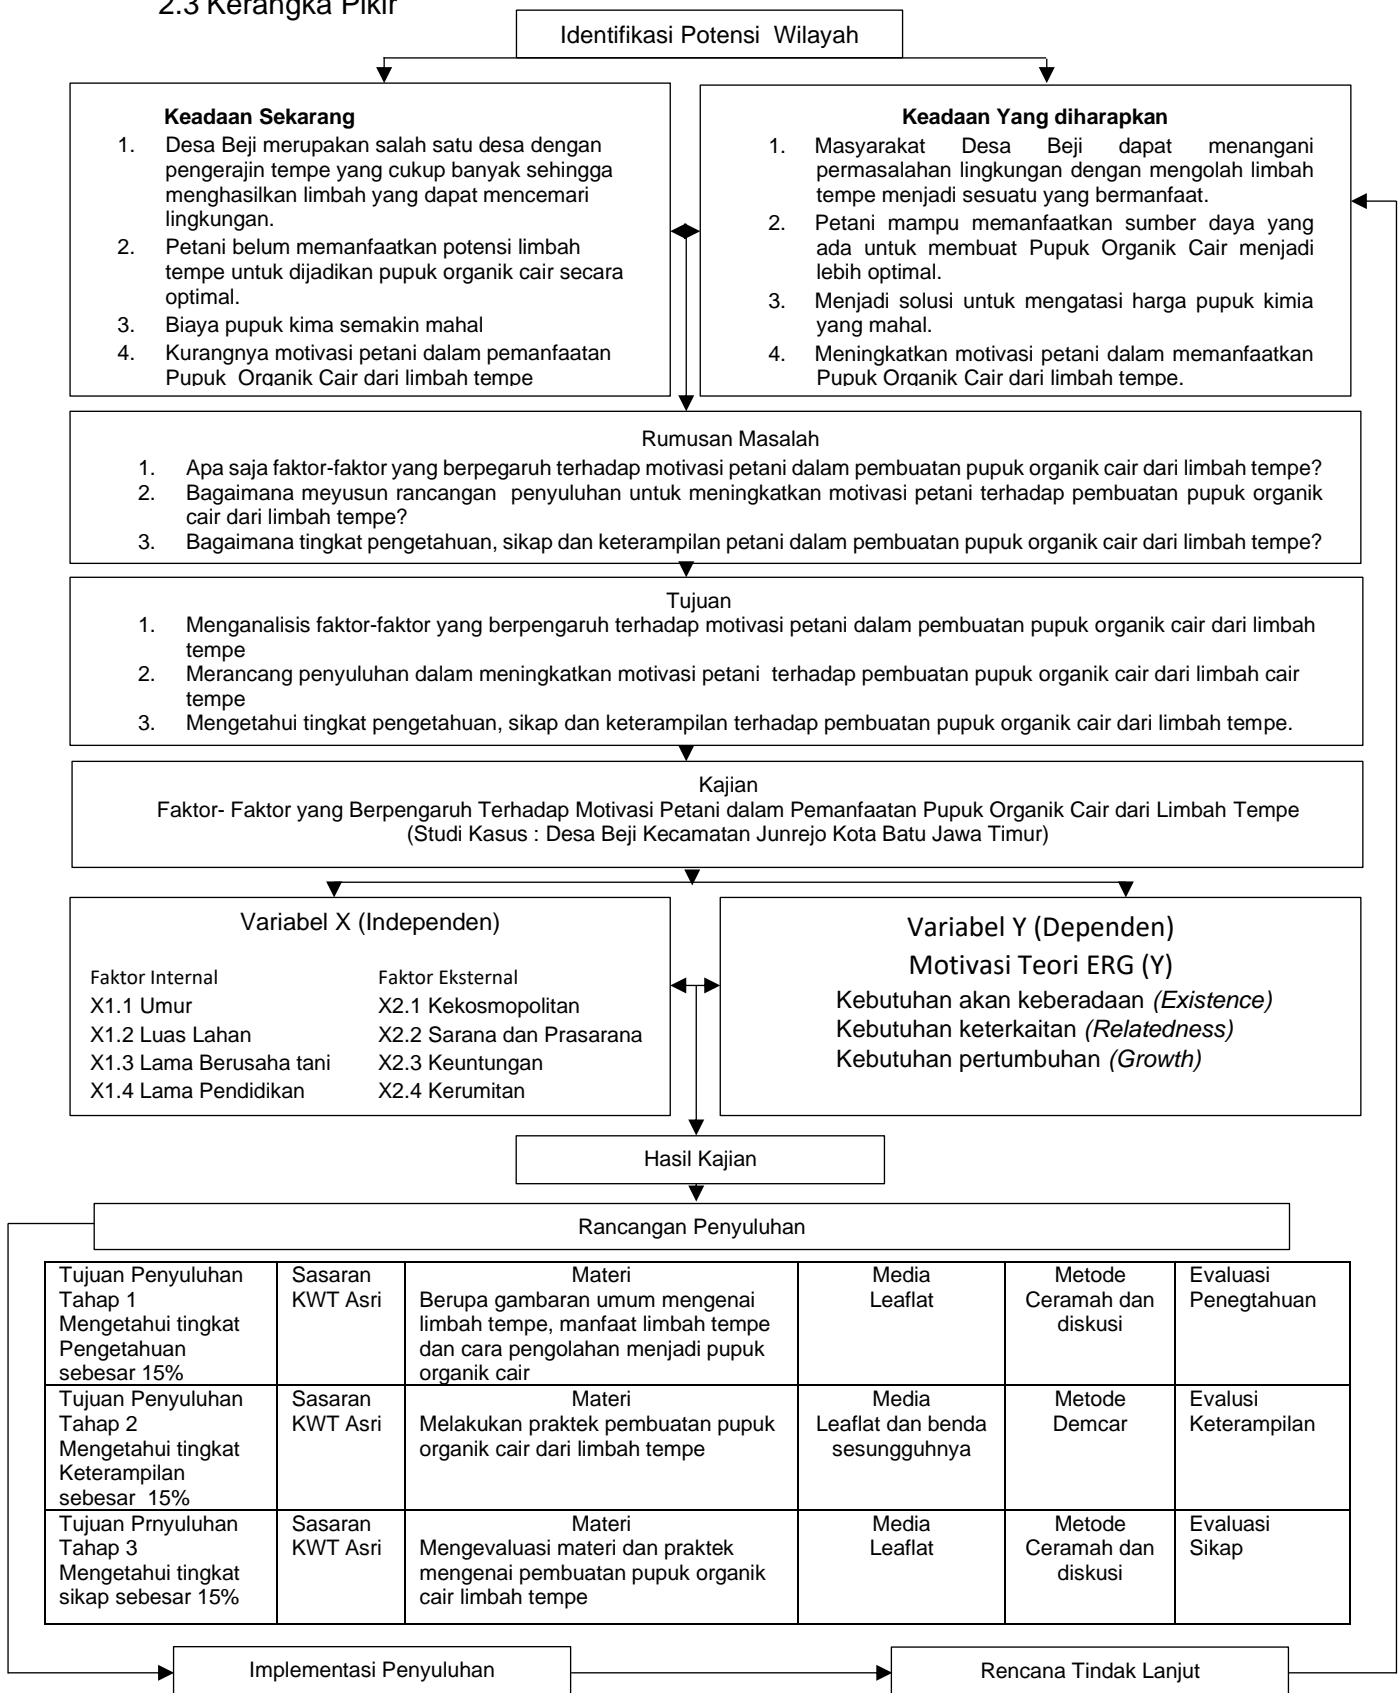 2.3 Kerangka Pikir
Identifikasi Potensi Wilayah
Keadaan Sekarang
1. Desa Beji merupakan salah satu desa dengan
pengerajin tempe yang cukup banyak sehingga
menghasilkan limbah yang dapat mencemari
lingkungan.
2. Petani belum memanfaatkan potensi limbah
tempe untuk dijadikan pupuk organik cair secara
optimal.
3. Biaya pupuk kima semakin mahal
4. Kurangnya motivasi petani dalam pemanfaatan
Pupuk Organik Cair dari limbah tempe
Keadaan Yang diharapkan
1. Masyarakat Desa Beji dapat menangani
permasalahan lingkungan dengan mengolah limbah
tempe menjadi sesuatu yang bermanfaat.
2. Petani mampu memanfaatkan sumber daya yang
ada untuk membuat Pupuk Organik Cair menjadi
lebih optimal.
3. Menjadi solusi untuk mengatasi harga pupuk kimia
yang mahal.
4. Meningkatkan motivasi petani dalam memanfaatkan
Pupuk Organik Cair dari limbah tempe.
Rumusan Masalah
1. Apa saja faktor-faktor yang berpegaruh terhadap motivasi petani dalam pembuatan pupuk organik cair dari limbah tempe?
2. Bagaimana meyusun rancangan penyuluhan untuk meningkatkan motivasi petani terhadap pembuatan pupuk organik
cair dari limbah tempe?
3. Bagaimana tingkat pengetahuan, sikap dan keterampilan petani dalam pembuatan pupuk organik cair dari limbah tempe?
Tujuan
1. Menganalisis faktor-faktor yang berpengaruh terhadap motivasi petani dalam pembuatan pupuk organik cair dari limbah
tempe
2. Merancang penyuluhan dalam meningkatkan motivasi petani terhadap pembuatan pupuk organik cair dari limbah cair
tempe
3. Mengetahui tingkat pengetahuan, sikap dan keterampilan terhadap pembuatan pupuk organik cair dari limbah tempe.
Kajian
Faktor- Faktor yang Berpengaruh Terhadap Motivasi Petani dalam Pemanfaatan Pupuk Organik Cair dari Limbah Tempe
(Studi Kasus : Desa Beji Kecamatan Junrejo Kota Batu Jawa Timur)
Variabel X (Independen)
Faktor Internal
X1.1 Umur
X1.2 Luas Lahan
X1.3 Lama Berusaha tani
X1.4 Lama Pendidikan
Faktor Eksternal
X2.1 Kekosmopolitan
X2.2 Sarana dan Prasarana
X2.3 Keuntungan
X2.4 Kerumitan
Variabel Y (Dependen)
Motivasi Teori ERG (Y)
Kebutuhan akan keberadaan (Existence)
Kebutuhan keterkaitan (Relatedness)
Kebutuhan pertumbuhan (Growth)
Hasil Kajian
Rancangan Penyuluhan
Tujuan Penyuluhan
Tahap 1
Mengetahui tingkat
Pengetahuan
sebesar 15%
Sasaran
KWT Asri
Materi
Berupa gambaran umum mengenai
limbah tempe, manfaat limbah tempe
dan cara pengolahan menjadi pupuk
organik cair
Media
Leaflat
Metode
Ceramah dan
diskusi
Evaluasi
Penegtahuan
Tujuan Penyuluhan
Tahap 2
Mengetahui tingkat
Keterampilan
sebesar 15%
Sasaran
KWT Asri
Materi
Melakukan praktek pembuatan pupuk
organik cair dari limbah tempe
Media
Leaflat dan benda
sesungguhnya
Metode
Demcar
Evalusi
Keterampilan
Tujuan Prnyuluhan
Tahap 3
Mengetahui tingkat
sikap sebesar 15%
Sasaran
KWT Asri
Materi
Mengevaluasi materi dan praktek
mengenai pembuatan pupuk organik
cair limbah tempe
Media
Leaflat
Metode
Ceramah dan
diskusi
Evaluasi
Sikap
Implementasi Penyuluhan
Rencana Tindak Lanjut